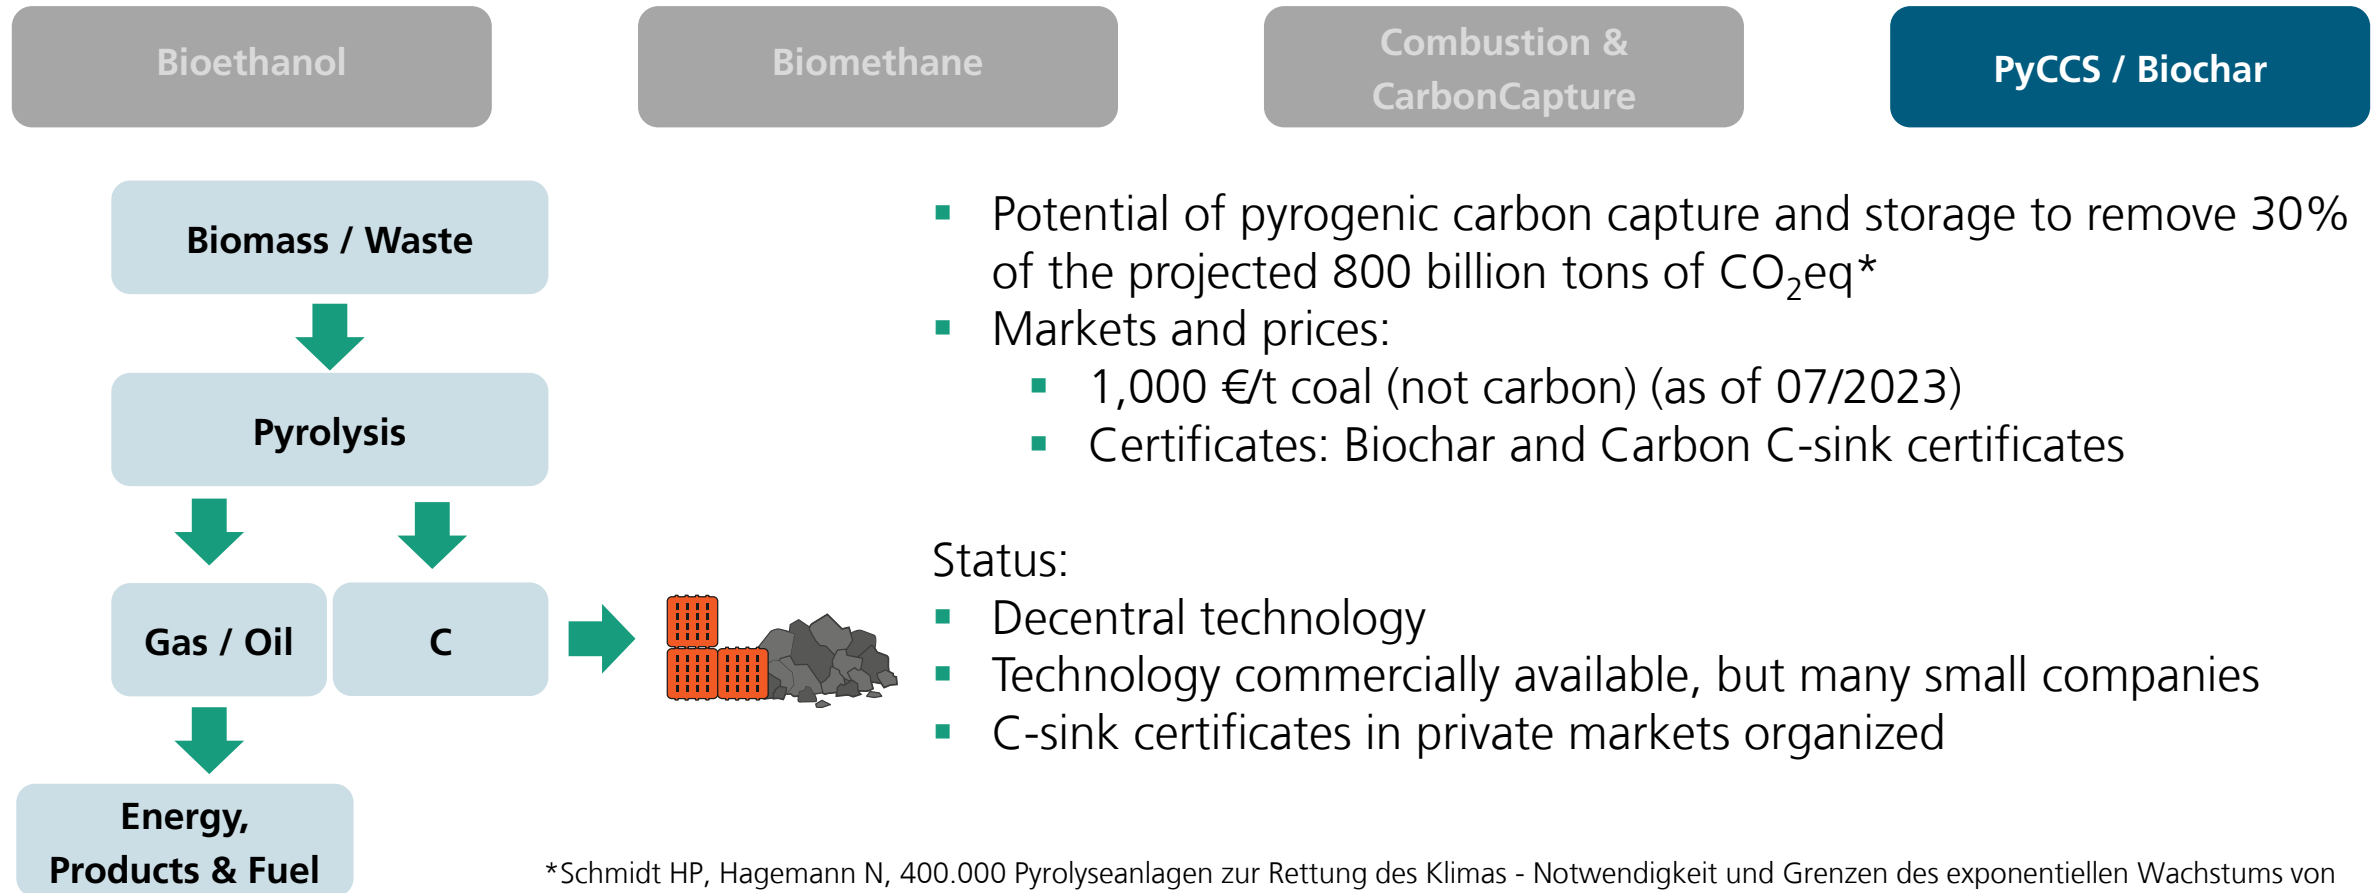 Bioethanol
Biomethane
Combustion &
CarbonCapture
PyCCS / Biochar
Biomass / Waste
Pyrolysis
Gas / Oil
C
Energy,
Products & Fuel
▪ Potential of pyrogenic carbon capture and storage to remove 30%
of the projected 800 billion tons of CO₂eq*
▪ Markets and prices:
▪ 1,000 €/t coal (not carbon) (as of 07/2023)
▪ Certificates: Biochar and Carbon C-sink certificates
Status:
▪ Decentral technology
▪ Technology commercially available, but many small companies
▪ C-sink certificates in private markets organized
*Schmidt HP, Hagemann N, 400.000 Pyrolyseanlagen zur Rettung des Klimas - Notwendigkeit und Grenzen des exponentiellen Wachstums von